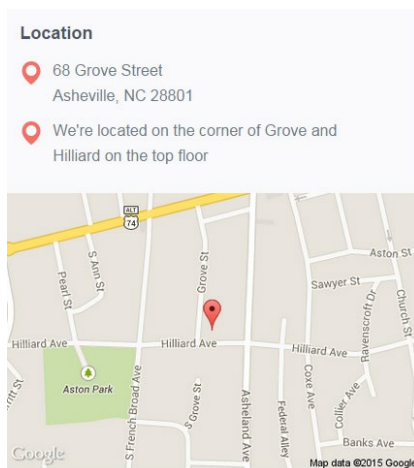 Location
68 Grove Street
Asheville, NC 28801
We're located on the corner of Grove and
Hilliard on the top floor
ALT
74
S Ann St
Pearl St
Grove St
Aston St
Sawyer St
Church St
Ravenscroft Dr
Hilliard Ave
Hilliard Ave
Hilliard Ave
Aston Park
S French Broad Ave
S Grove St
Asheland Ave
Federal Alley
Coxe Ave
Collier Ave
Banks Ave
Google
Map data ©2015 Google